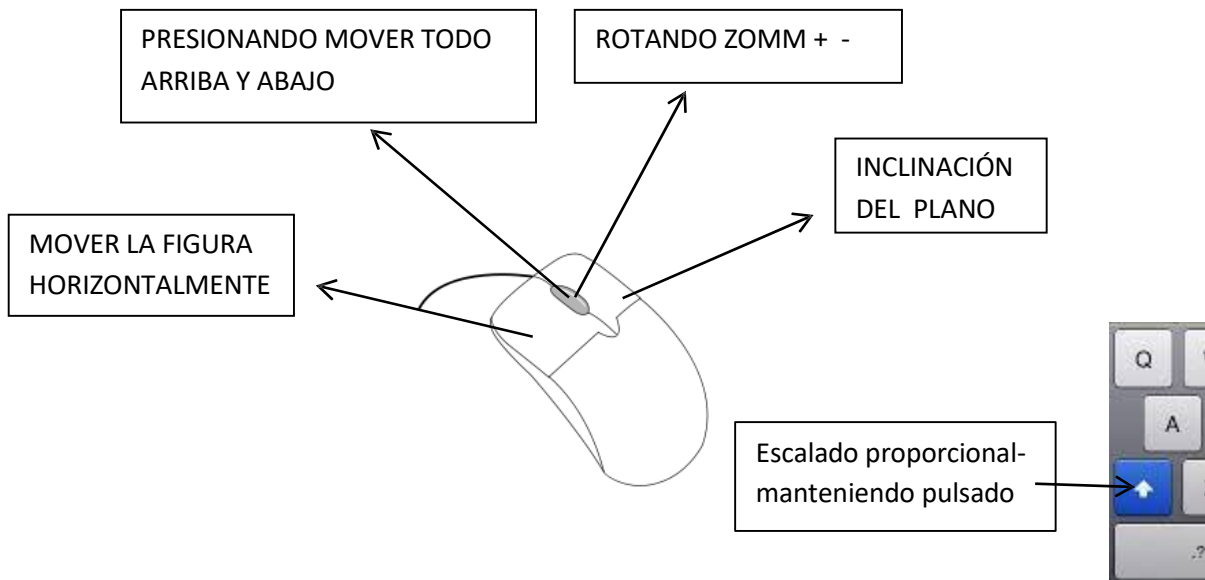 PRESIONANDO MOVER TODO
ARRIBA Y ABAJO
ROTANDO ZOMM + -
INCLINACIÓN
DEL PLANO
MOVER LA FIGURA
HORIZONTALMENTE
Escalado proporcional-
manteniendo pulsado
Q
A
.?